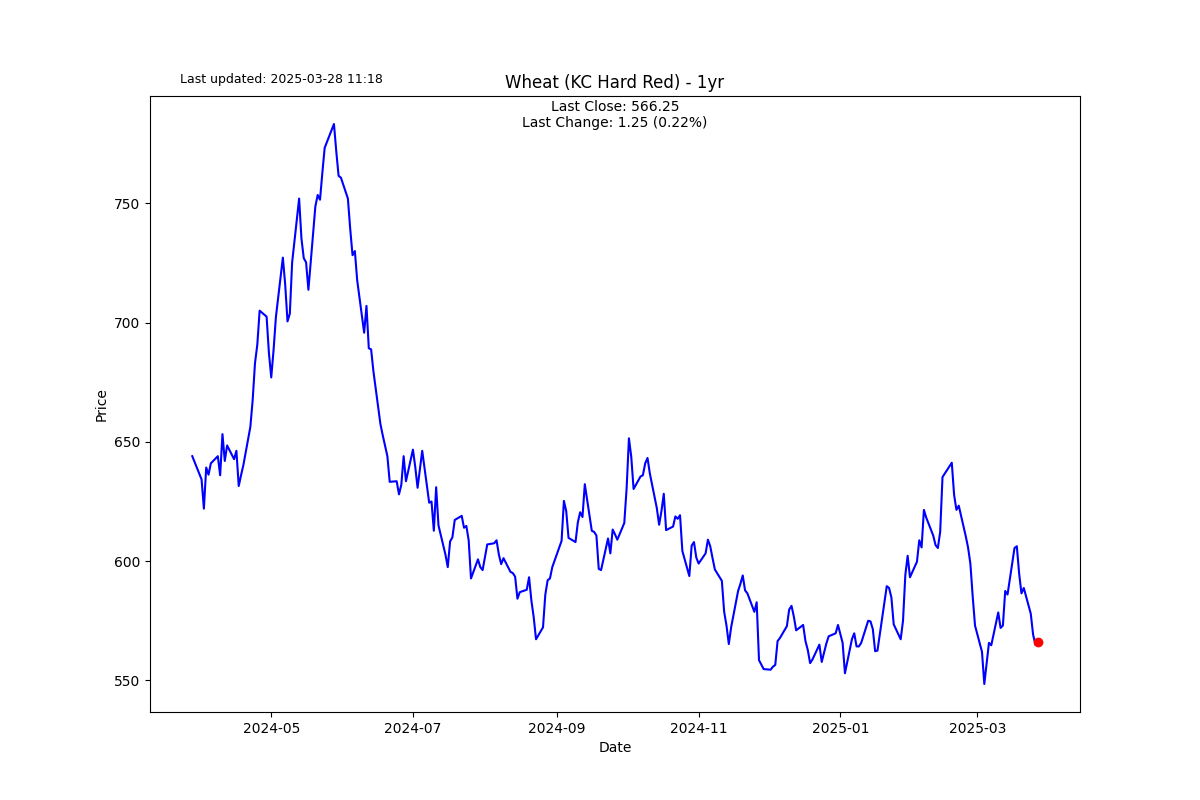 Last updated: 2025-03-28 11:18
Wheat (KC Hard Red) - 1yr
Last Close: 566.25
Last Change: 1.25 (0.22%)
Price
750
700
650
600
550
2024-05
2024-07
2024-09
2024-11
2025-01
2025-03
Date